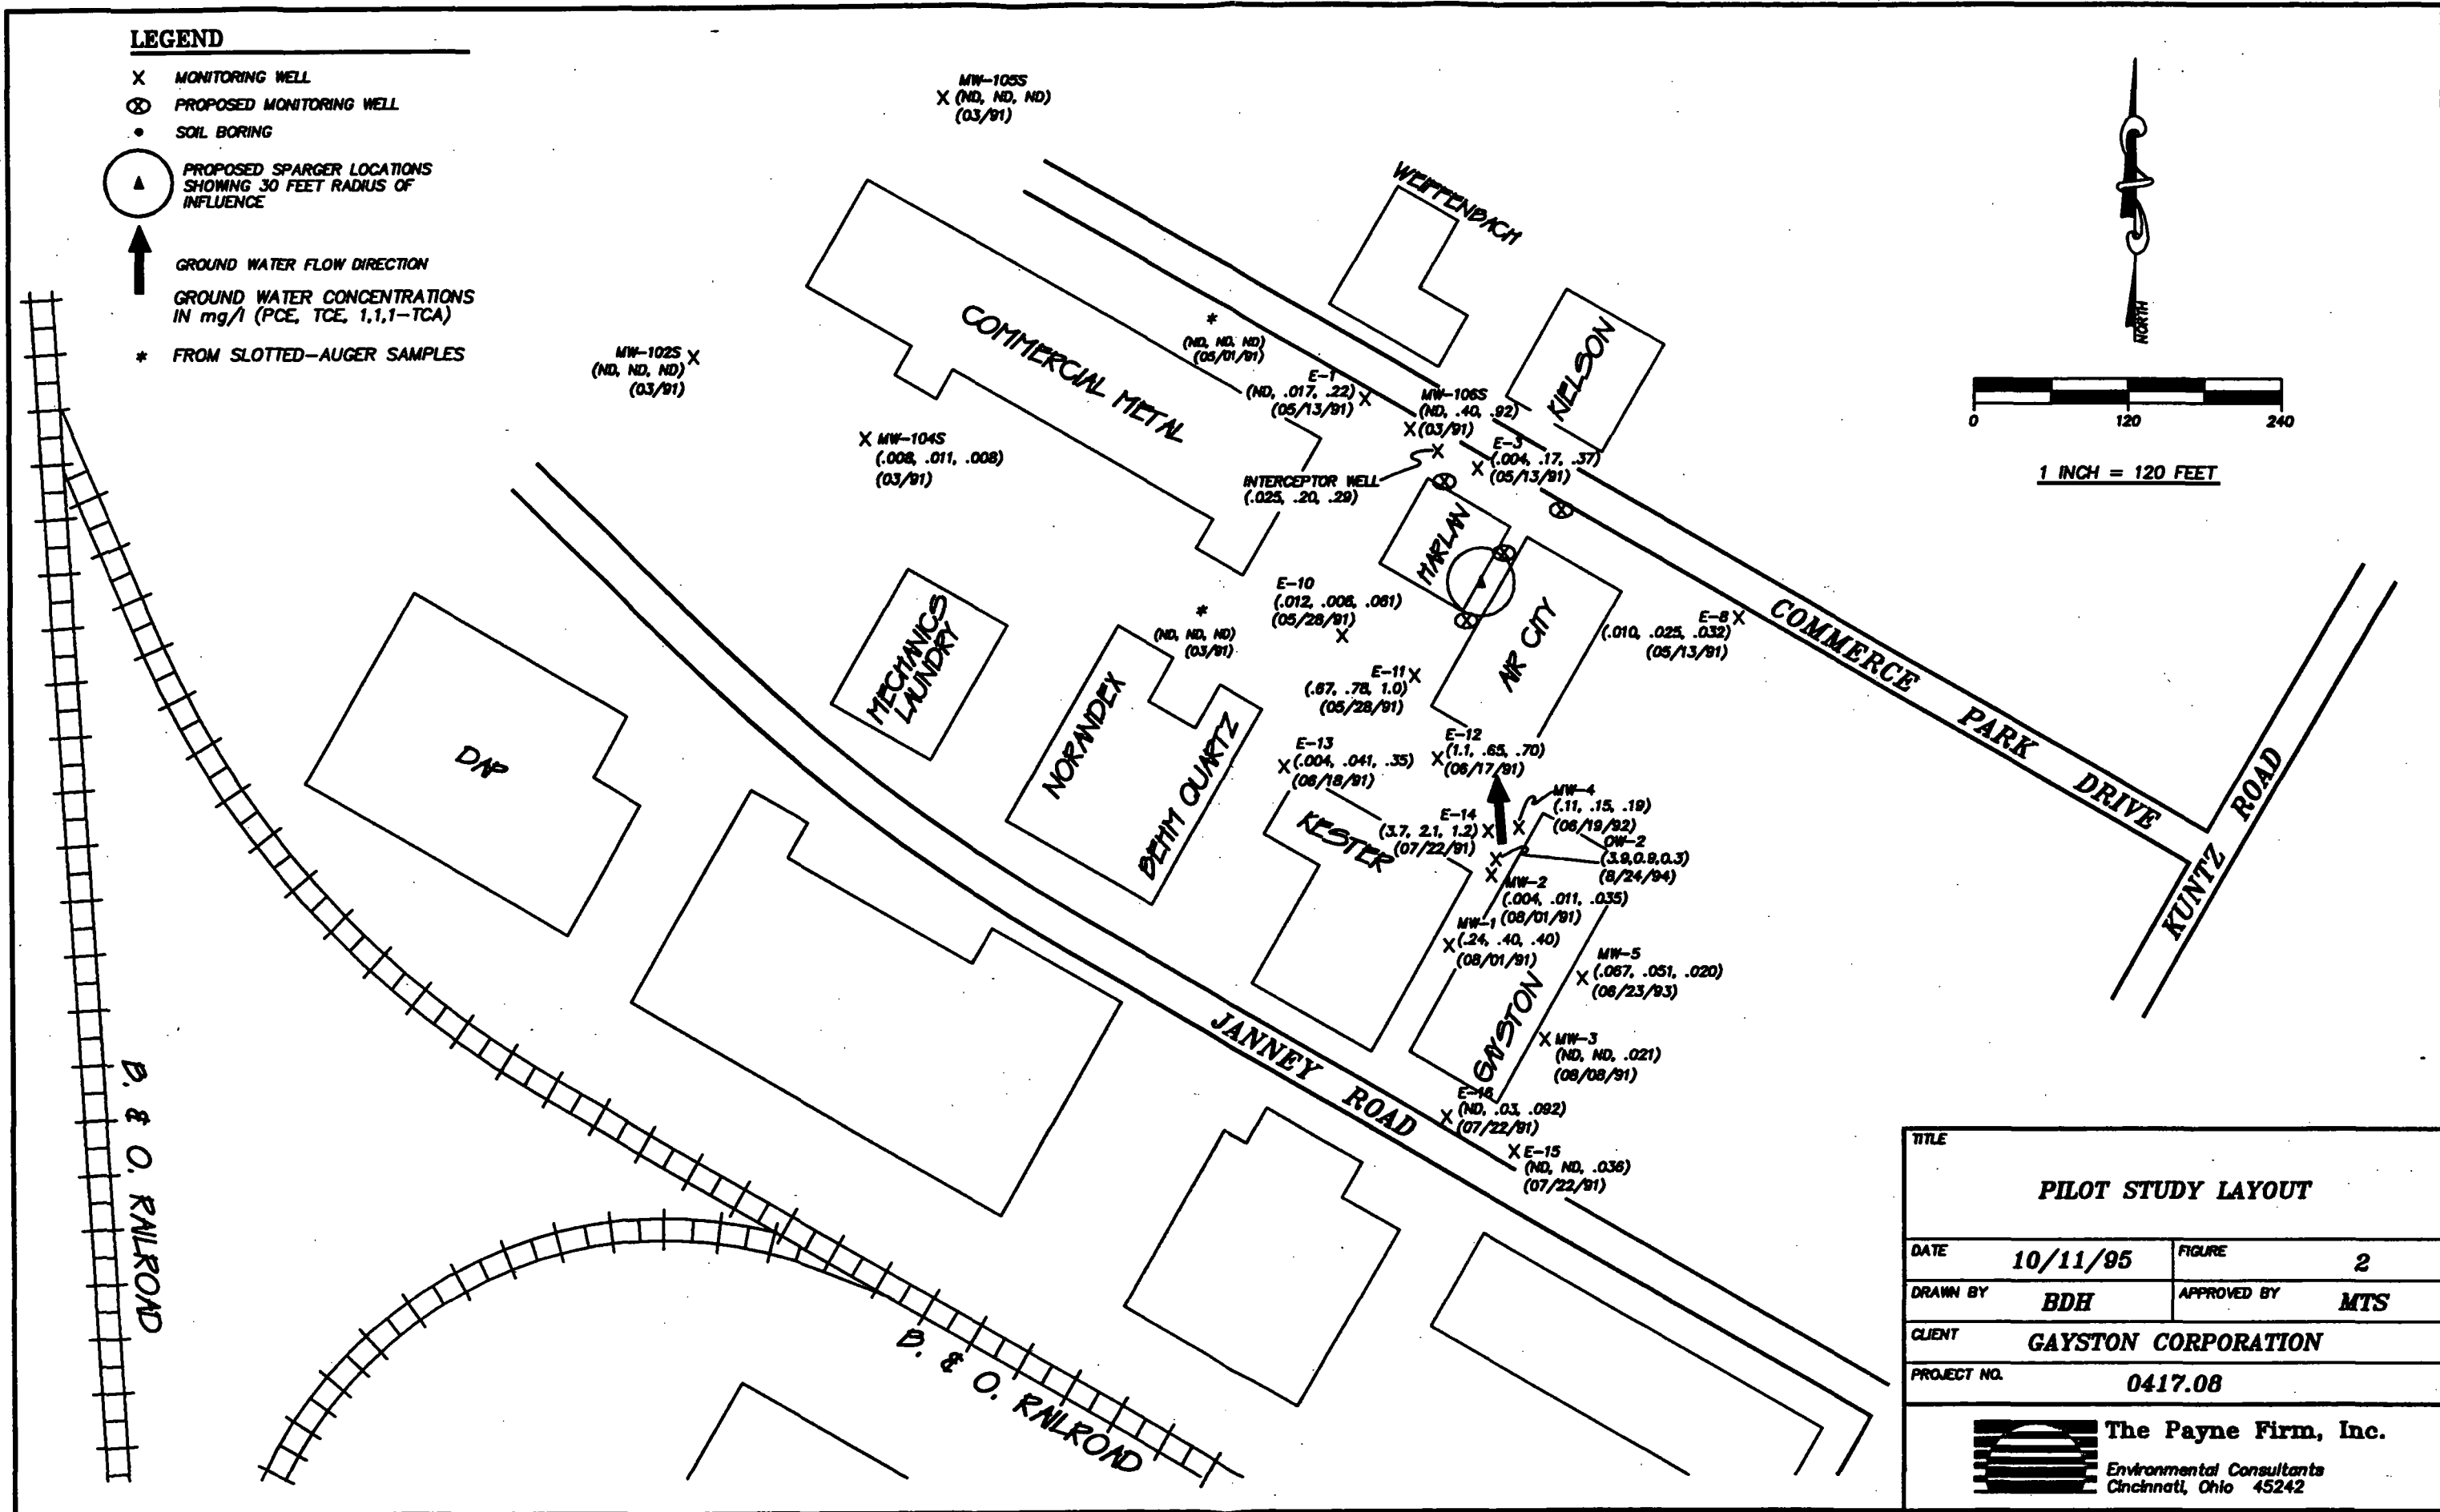 LEGEND
X MONITORING WELL
PROPOSED MONITORING WELL
SOIL BORING
PROPOSED SPARGER LOCATIONS
SHOWING 30 FEET RADIUS OF
INFLUENCE
GROUND WATER FLOW DIRECTION
GROUND WATER CONCENTRATIONS
IN mg/l (PCE, TCE, 1,1,1-TCA)
* FROM SLOTTED-AUGER SAMPLES
MW-105S
X (ND, ND, ND)
(03/91)
NORTH
0 120 240
1 INCH = 120 FEET
WEIFFENBACH
NIELSON
COMMERCIAL METAL
*
(ND, ND, ND)
(05/01/91)
MW-102S X
(ND, ND, ND)
(03/91)
X MW-104S
(.008, .011, .008)
(03/91)
E-1
(ND, .017, .22) X
(05/13/91)
MW-106S
(ND, .40, .92)
X (03/91)
X
E-3
X (.004, .17, .37)
(05/13/91)
INTERCEPTOR WELL
(.025, .20, .29)
HARLAN
AIR CITY
E-10
(.012, .006, .061)
(05/28/91)
X
*
(ND, ND, ND)
(03/91)
E-8 X
(.010, .025, .032)
(05/13/91)
COMMERCE PARK DRIVE
KUNTZ ROAD
E-11 X
(.67, .78, 1.0)
(05/28/91)
MECHANICS
LAUNDRY
NORANDEX
BEHM QUARTZ
DAP
E-13
X (.004, .041, .35)
(06/18/91)
E-12
X (1.1, .65, .70)
(06/17/91)
KESTER
E-14
(3.7, 2.1, 1.2) X
(07/22/91)
MW-4
X (.11, .15, .19)
(06/19/92)
OW-2
X (3.9,0.9,0.3)
(8/24/94)
X MW-2
(.004, .011, .035)
(08/01/91)
MW-1
X (.24, .40, .40)
(08/01/91)
MW-5
X (.067, .051, .020)
(06/23/93)
GAYSTON
X MW-3
(ND, ND, .021)
(08/08/91)
JANNEY ROAD
E-16
X (ND, .03, .092)
(07/22/91)
X E-15
(ND, ND, .036)
(07/22/91)
B. & O. RAILROAD
B. & O. RAILROAD
TITLE
PILOT STUDY LAYOUT
DATE 10/11/95 FIGURE 2
DRAWN BY BDH APPROVED BY MTS
CLIENT GAYSTON CORPORATION
PROJECT NO. 0417.08
The Payne Firm, Inc.
Environmental Consultants
Cincinnati, Ohio 45242